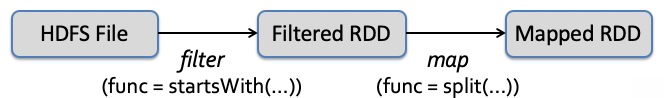 HDFS File
Filtered RDD
Mapped RDD
filter
(func = startsWith(...))
map
(func = split(...))